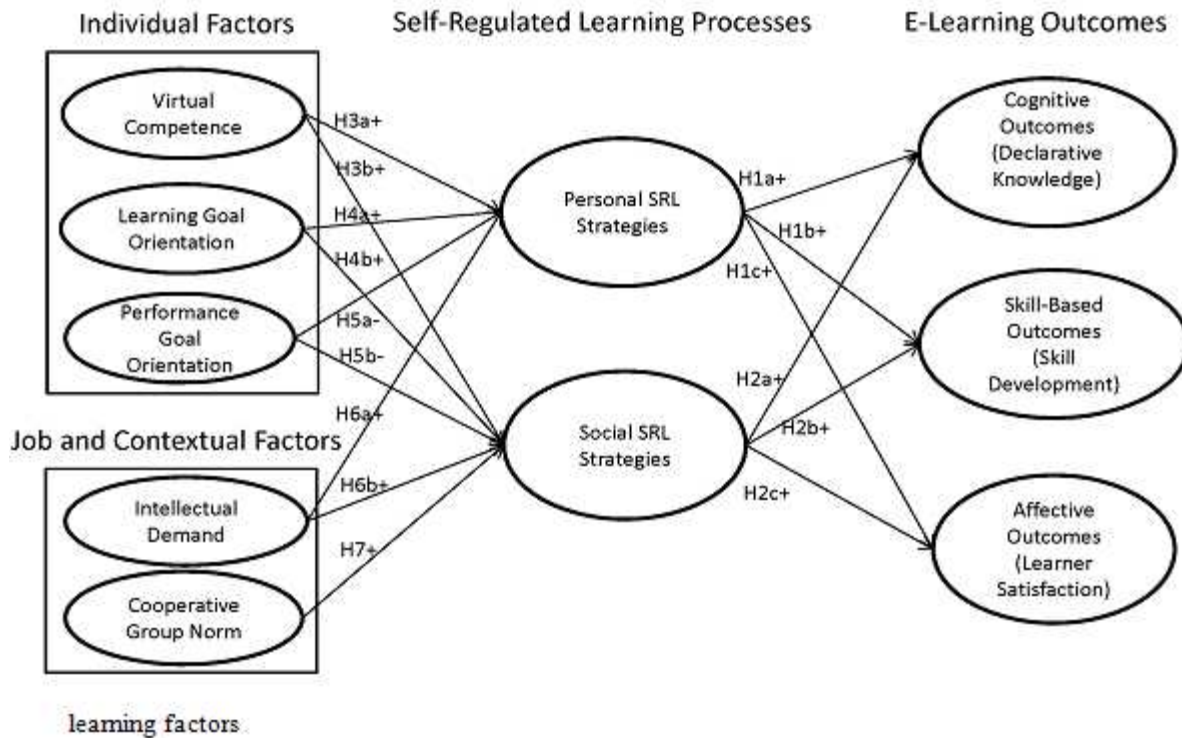 Individual Factors
Self-Regulated Learning Processes
E-Learning Outcomes
Virtual
Competence
Learning Goal
Orientation
Performance
Goal
Orientation
Job and Contextual Factors
Intellectual
Demand
Cooperative
Group Norm
learning factors
H3a+
H3b+
H4a+
H4b+
H5a-
H5b-
H6a+
H6b+
H7+
Personal SRL
Strategies
Social SRL
Strategies
H1a+
H1b+
H1c+
H2a+
H2b+
H2c+
Cognitive
Outcomes
(Declarative
Knowledge)
Skill-Based
Outcomes
(Skill
Development)
Affective
Outcomes
(Learner
Satisfaction)